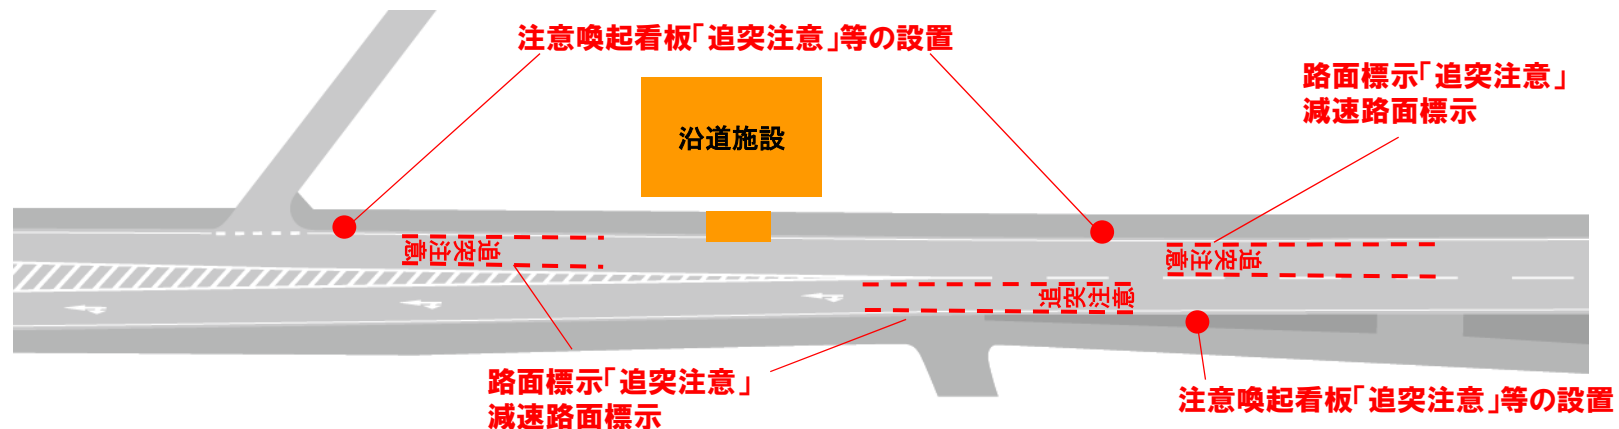 注意喚起看板「追突注意」等の設置
路面標示「追突注意」
減速路面標示
沿道施設
追突注意
追突注意
追突注意
路面標示「追突注意」
減速路面標示
注意喚起看板「追突注意」等の設置